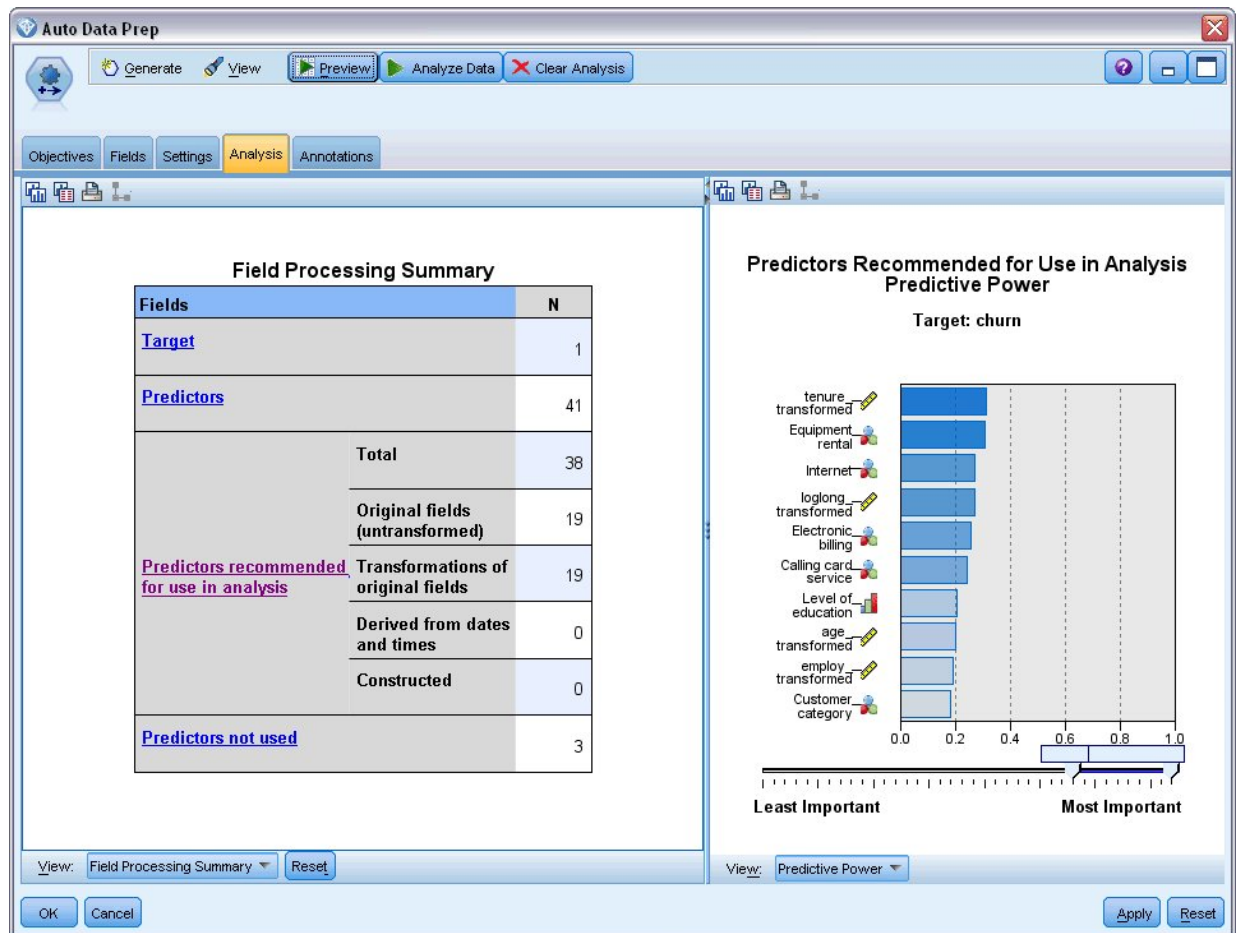 Auto Data Prep
Generate View Preview Analyze Data Clear Analysis
Objectives Fields Settings Analysis Annotations
Field Processing Summary
Fields N
Target 1
Predictors 41
Predictors recommended for use in analysis
Total 38
Original fields (untransformed) 19
Transformations of original fields 19
Derived from dates and times 0
Constructed 0
Predictors not used 3
View: Field Processing Summary Reset
Predictors Recommended for Use in Analysis
Predictive Power
Target: churn
tenure_
transformed
Equipment
rental
Internet
loglong_
transformed
Electronic
billing
Calling card
service
Level of
education
age_
transformed
employ_
transformed
Customer
category
0.0 0.2 0.4 0.6 0.8 1.0
Least Important Most Important
View: Predictive Power
OK Cancel Apply Reset